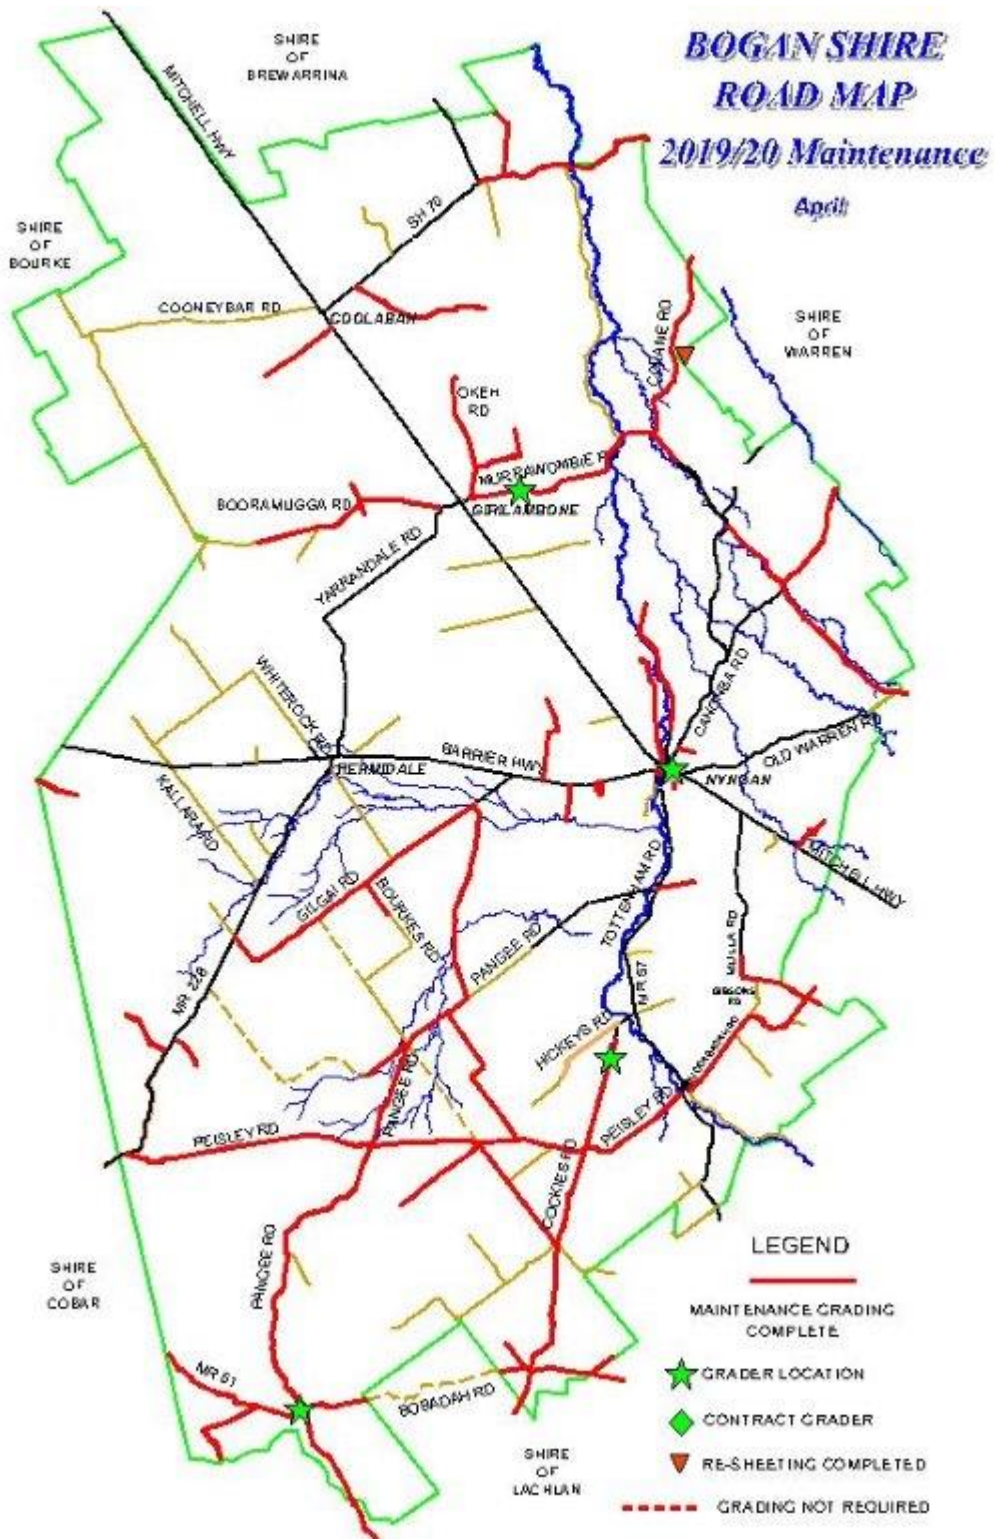 BOGAN SHIRE
ROAD MAP
2019/20 Maintenance
April
SHIRE
OF
BREWARRINA
MITCHELL HWY
SH 70
SHIRE
OF
BOURKE
COONEYBAR RD
COOLABAH
SHIRE
OF
WARREN
OKEH
RD
MURRAWOMBIE R
BOORAMUGGA RD
GIRILAMBONE
YARRANDALE RD
WHITEROCK RD
CANONBA RD
BARRIER HWY
OLD WARREN RD
HERMIDALE
NYNGAN
KALLARA RD
MITCHELL HWY
GILGAI RD
BOURKES RD
TOTTENHAM RD
PANGEE RD
MULLA RD
MR 228
MR 57
GIBSONS
RD
HICKEYS RD
PANGEE RD
PEISLEY RD
PEISLEY RD
COCKIES RD
PANGEE RD
SHIRE
OF
COBAR
MR 61
BOBADAH RD
SHIRE
OF
LACHLAN
LEGEND
MAINTENANCE GRADING
COMPLETE
GRADER LOCATION
CONTRACT GRADER
RE-SHEETING COMPLETED
GRADING NOT REQUIRED